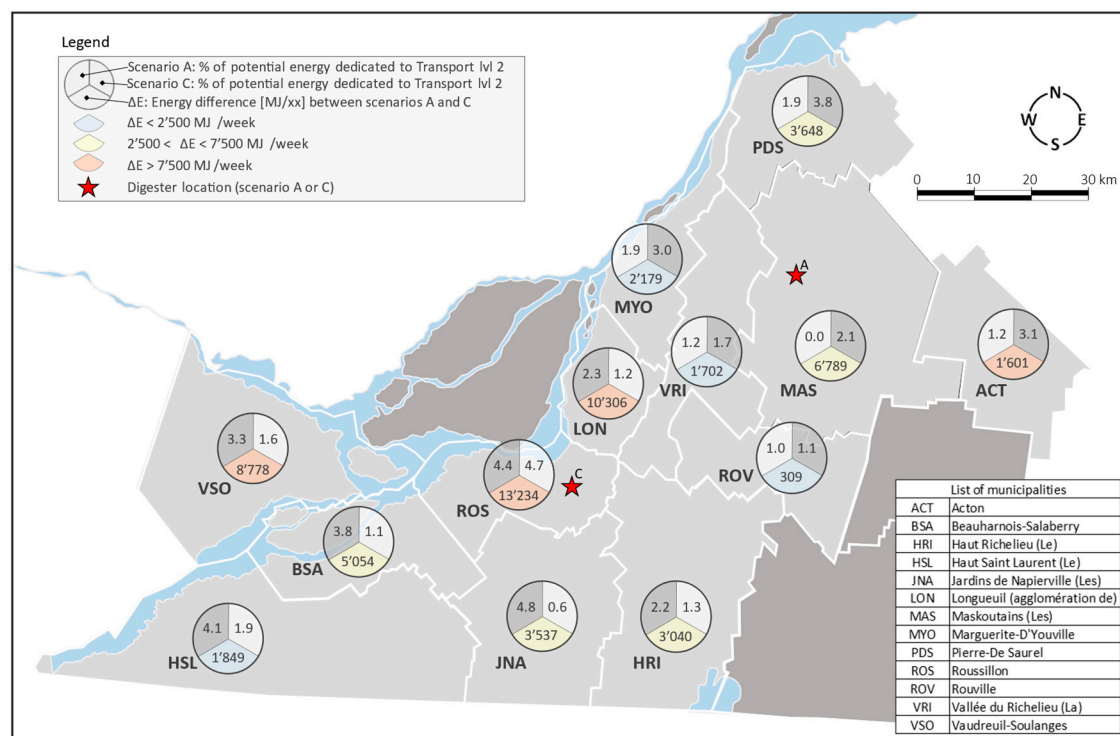 Legend
Scenario A: % of potential energy dedicated to Transport lvl 2
Scenario C: % of potential energy dedicated to Transport lvl 2
ΔE: Energy difference [MJ/xx] between scenarios A and C
ΔE < 2'500 MJ /week
2'500 < ΔE < 7'500 MJ /week
ΔE > 7'500 MJ /week
Digester location (scenario A or C)
N
W E
S
0 10 20 30 km
1.9 3.8
3'648
PDS
1.9 3.0
2'179
MYO
A
1.2 1.7
1'702
VRI
0.0 2.1
6'789
MAS
1.2 3.1
1'601
ACT
2.3 1.2
10'306
LON
3.3 1.6
8'778
VSO
4.4 4.7
13'234
ROS
C
1.0 1.1
309
ROV
3.8 1.1
5'054
BSA
4.1 1.9
1'849
HSL
4.8 0.6
3'537
JNA
2.2 1.3
3'040
HRI
List of municipalities
ACT Acton
BSA Beauharnois-Salaberry
HRI Haut Richelieu (Le)
HSL Haut Saint Laurent (Le)
JNA Jardins de Napierville (Les)
LON Longueuil (agglomération de)
MAS Maskoutains (Les)
MYO Marguerite-D'Youville
PDS Pierre-De Saurel
ROS Roussillon
ROV Rouville
VRI Vallée du Richelieu (La)
VSO Vaudreuil-Soulanges